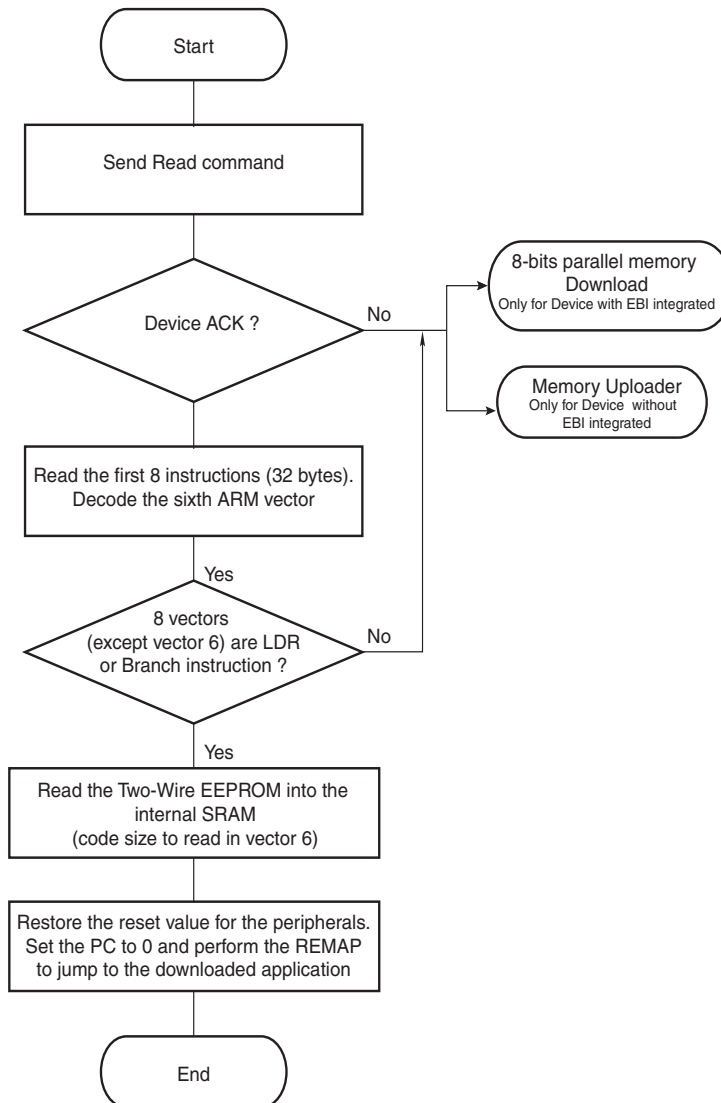 Start
Send Read command
Device ACK ?
No
8-bits parallel memory
Download
Only for Device with EBI integrated
Memory Uploader
Only for Device without
EBI integrated
Read the first 8 instructions (32 bytes).
Decode the sixth ARM vector
Yes
8 vectors
(except vector 6) are LDR
or Branch instruction ?
No
Yes
Read the Two-Wire EEPROM into the
internal SRAM
(code size to read in vector 6)
Restore the reset value for the peripherals.
Set the PC to 0 and perform the REMAP
to jump to the downloaded application
End